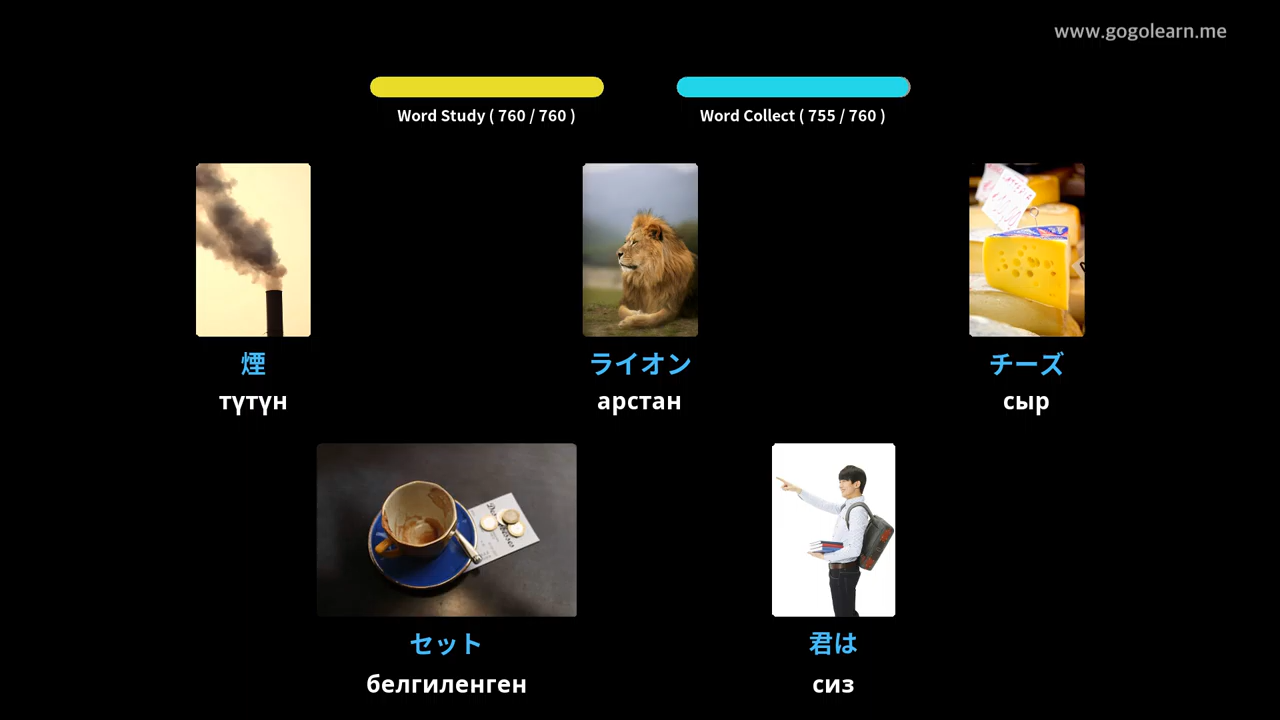 www.gogolearn.me
Word Study ( 760 / 760 )
Word Collect ( 755 / 760 )
煙
ライオン
チーズ
түтүн
арстан
сыр
セット
君は
белгиленген
сиз